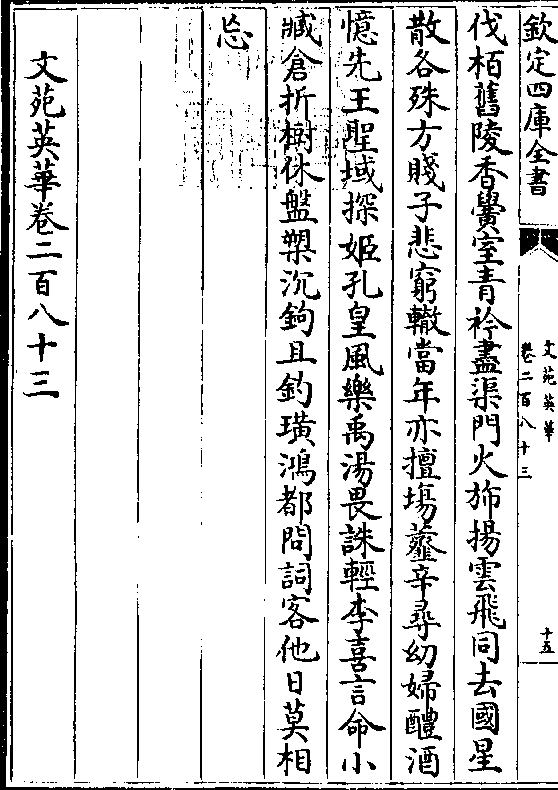 欽定四庫全書
文苑英華
卷二百八十三
十五
伐栢舊陵香黌室青衿盡渠門火斾揚雲飛同去國星
散各殊方賤子悲窮轍當年亦擅塲虀辛尋幼婦醴酒
憶先王聖域探姬孔皇風樂禹湯畏誅輕李喜言命小
臧倉折樹休盤槊沉鉤且釣璜鴻都問詞客他日莫相
忘
文苑英華卷二百八十三